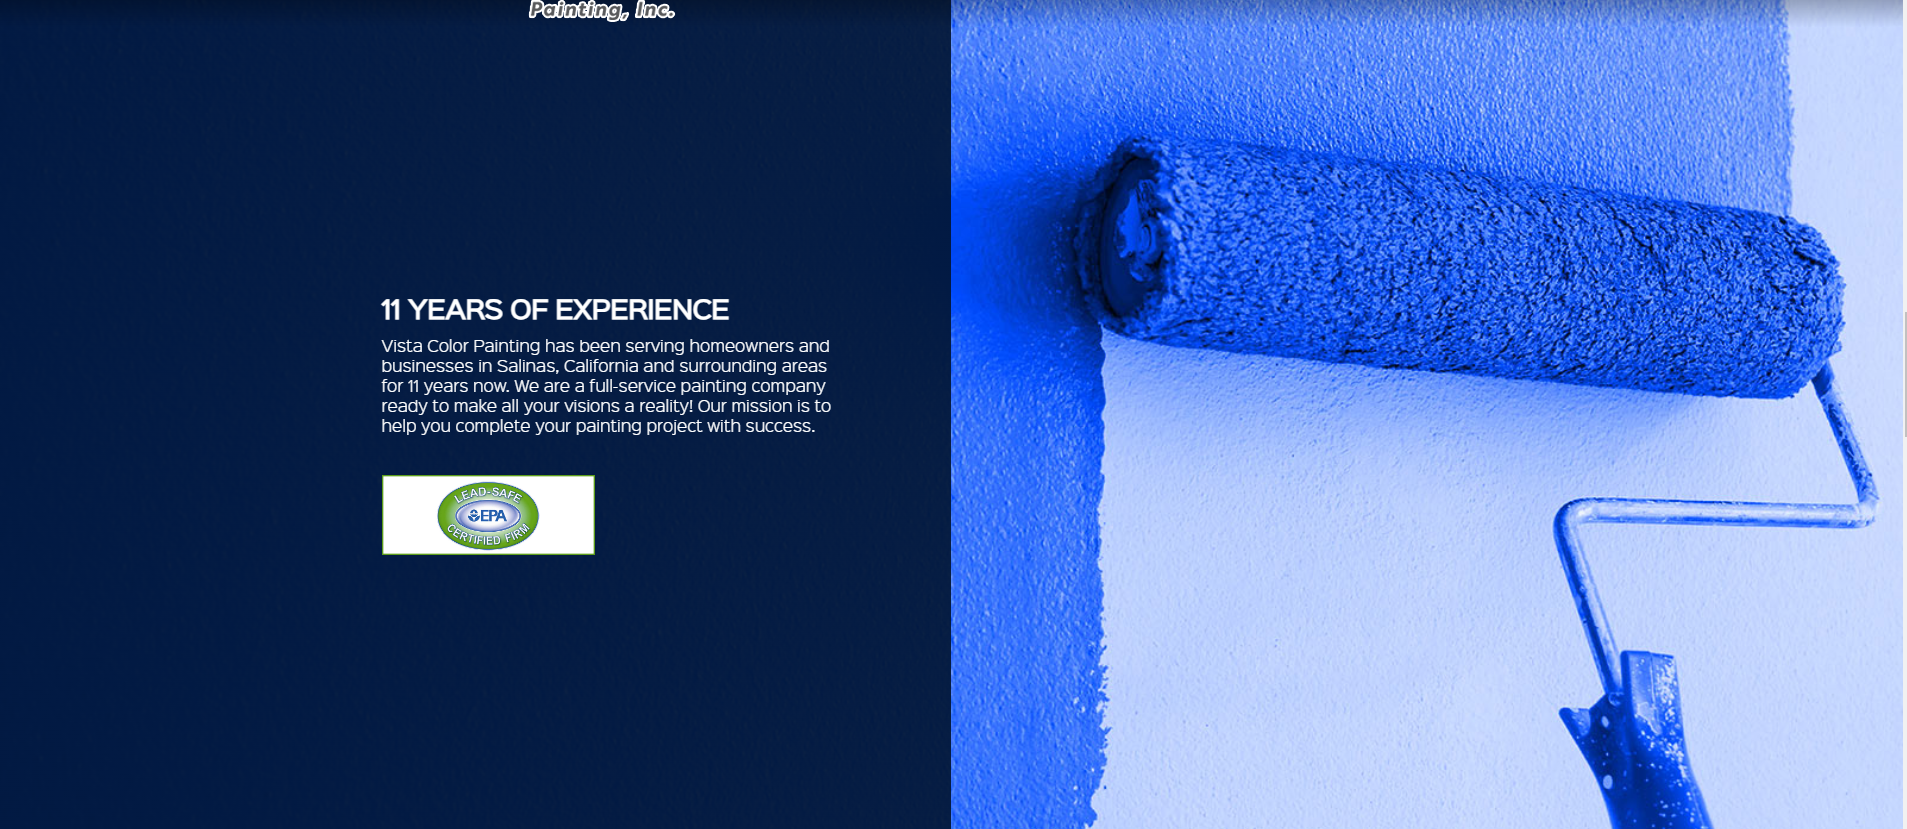 Painting, Inc.
11 YEARS OF EXPERIENCE
Vista Color Painting has been serving homeowners and
businesses in Salinas, California and surrounding areas
for 11 years now. We are a full-service painting company
ready to make all your visions a reality! Our mission is to
help you complete your painting project with success.
LEAD-SAFE
EPA
CERTIFIED FIRM